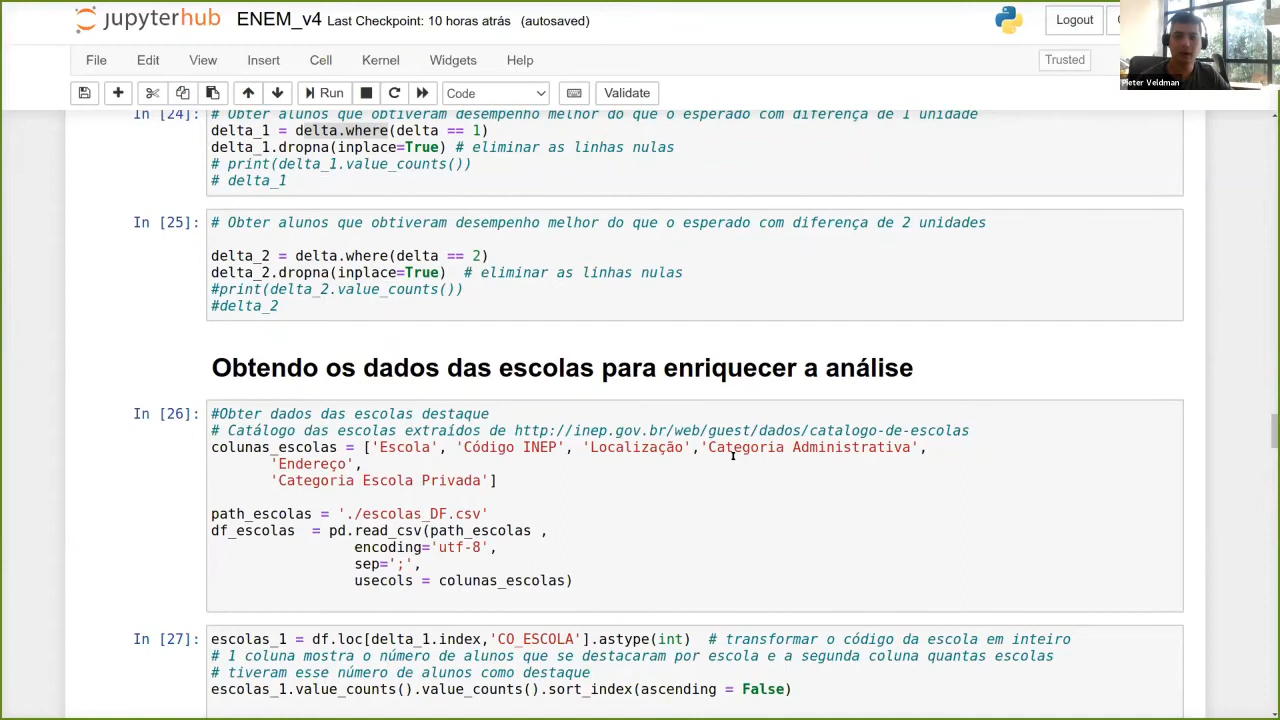 jupyterhub ENEM_v4 Last Checkpoint: 10 horas atrás (autosaved) Logout
File Edit View Insert Cell Kernel Widgets Help Trusted
Run Validate
Pieter Veldman
In [24]: # Obter alunos que obtiveram desempenho melhor do que o esperado com diferença de 1 unidade
delta_1 = delta.where(delta == 1)
delta_1.dropna(inplace=True) # eliminar as linhas nulas
# print(delta_1.value_counts())
# delta_1
In [25]: # Obter alunos que obtiveram desempenho melhor do que o esperado com diferença de 2 unidades
delta_2 = delta.where(delta == 2)
delta_2.dropna(inplace=True)  # eliminar as linhas nulas
#print(delta_2.value_counts())
#delta_2
Obtendo os dados das escolas para enriquecer a análise
In [26]: #Obter dados das escolas destaque
# Catálogo das escolas extraídos de http://inep.gov.br/web/guest/dados/catalogo-de-escolas
colunas_escolas = ['Escola', 'Código INEP', 'Localização','Categoria Administrativa',
'Endereço',
'Categoria Escola Privada']
path_escolas = './escolas_DF.csv'
df_escolas  = pd.read_csv(path_escolas ,
encoding='utf-8',
sep=';',
usecols = colunas_escolas)
In [27]: escolas_1 = df.loc[delta_1.index,'CO_ESCOLA'].astype(int)  # transformar o código da escola em inteiro
# 1 coluna mostra o número de alunos que se destacaram por escola e a segunda coluna quantas escolas
# tiveram esse número de alunos como destaque
escolas_1.value_counts().value_counts().sort_index(ascending = False)